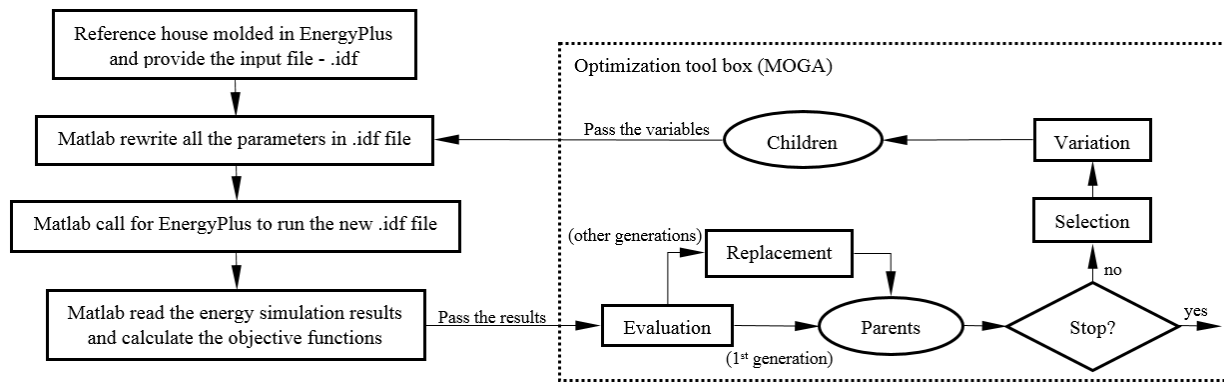 Reference house molded in EnergyPlus
and provide the input file - .idf
Matlab rewrite all the parameters in .idf file
Matlab call for EnergyPlus to run the new .idf file
Matlab read the energy simulation results
and calculate the objective functions
Pass the results
Optimization tool box (MOGA)
Pass the variables
Children
Variation
Selection
(other generations)
Replacement
no
Evaluation
Parents
Stop?
yes
(1st generation)